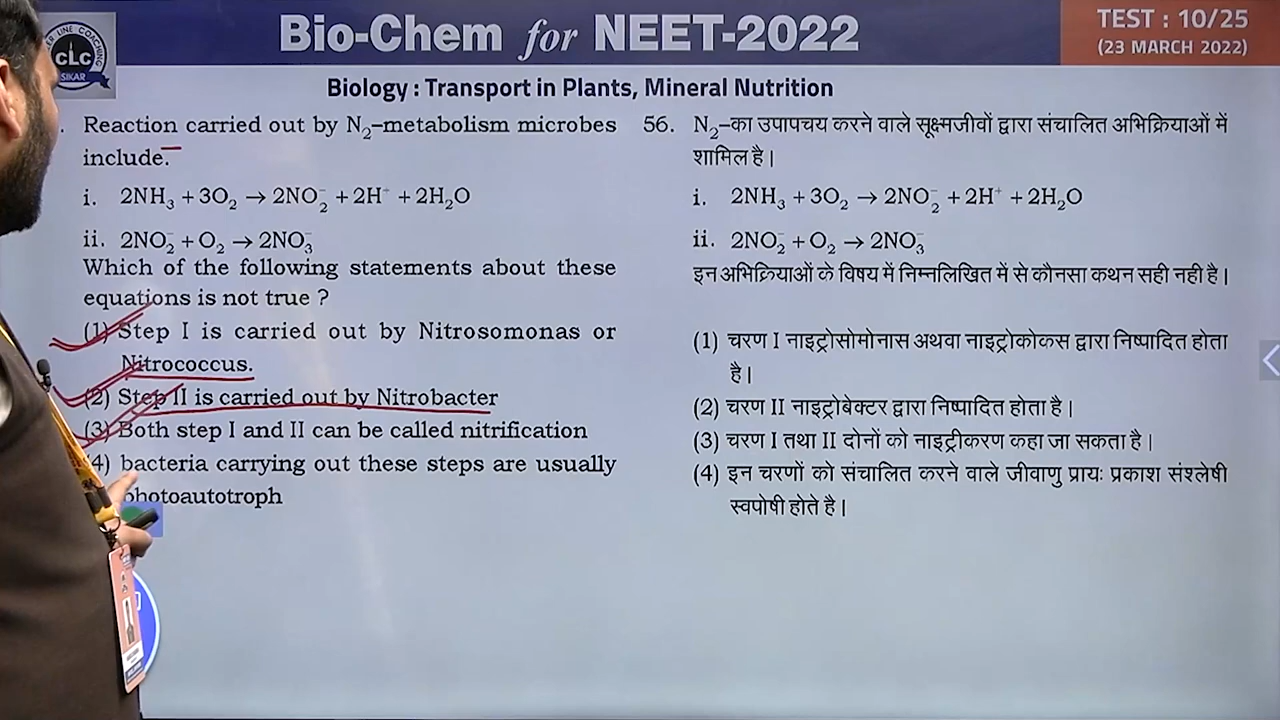 Bio-Chem for NEET-2022
TEST : 10/25
(23 MARCH 2022)
LINE COACHING
CLC
SIKAR
Biology : Transport in Plants, Mineral Nutrition
Reaction carried out by N₂–metabolism microbes
include.
i. 2NH₃ + 3O₂ → 2NO₂⁻ + 2H⁺ + 2H₂O
ii. 2NO₂⁻ + O₂ → 2NO₃⁻
Which of the following statements about these
equations is not true ?
(1) Step I is carried out by Nitrosomonas or
Nitrococcus.
(2) Step II is carried out by Nitrobacter
(3) Both step I and II can be called nitrification
(4) bacteria carrying out these steps are usually
photoautotroph
56. N₂–का उपापचय करने वाले सूक्ष्मजीवों द्वारा संचालित अभिक्रियाओं में
शामिल है।
i. 2NH₃ + 3O₂ → 2NO₂⁻ + 2H⁺ + 2H₂O
ii. 2NO₂⁻ + O₂ → 2NO₃⁻
इन अभिक्रियाओं के विषय में निम्नलिखित में से कौनसा कथन सही नही है।
(1) चरण I नाइट्रोसोमोनास अथवा नाइट्रोकोकस द्वारा निष्पादित होता
है।
(2) चरण II नाइट्रोबेक्टर द्वारा निष्पादित होता है।
(3) चरण I तथा II दोनों को नाइट्रीकरण कहा जा सकता है।
(4) इन चरणों को संचालित करने वाले जीवाणु प्रायः प्रकाश संश्लेषी
स्वपोषी होते है।